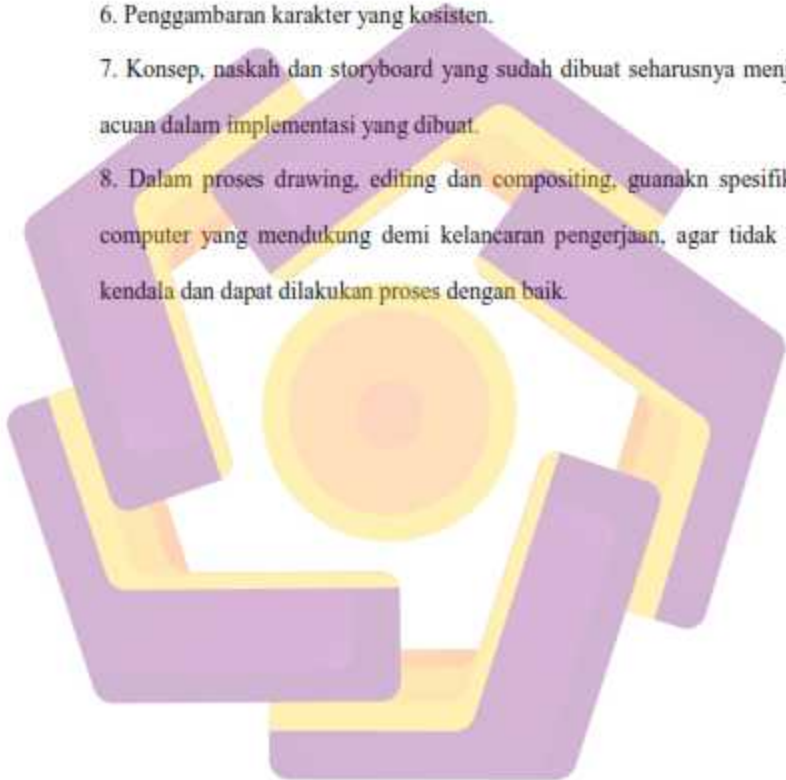 6. Penggambaran karakter yang kosisten.
7. Konsep, naskah dan storyboard yang sudah dibuat seharusnya menj
acuan dalam implementasi yang dibuat.
8. Dalam proses drawing, editing dan compositing, guanakn spesifik
computer yang mendukung demi kelancaran pengerjaan, agar tidak
kendala dan dapat dilakukan proses dengan baik.